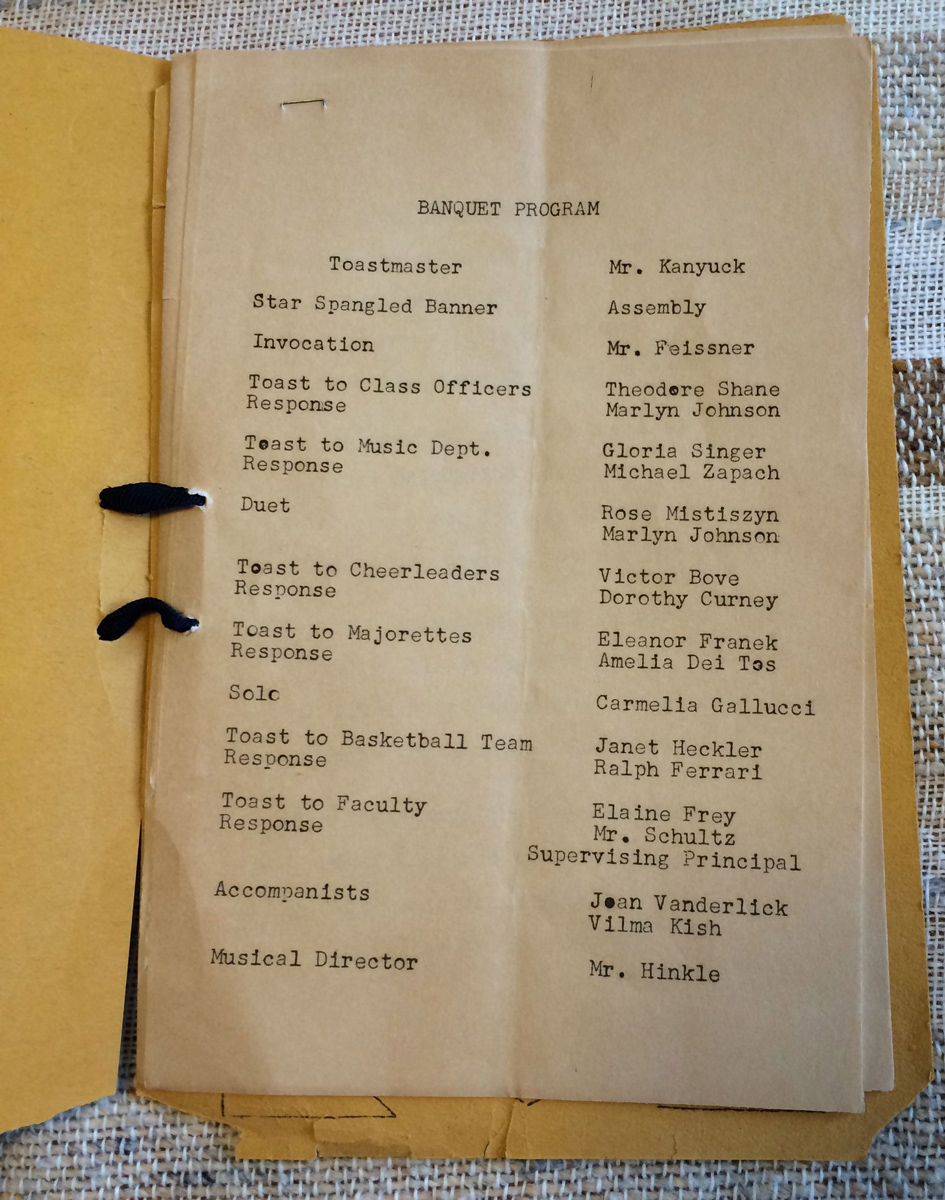 BANQUET PROGRAM
Toastmaster Mr. Kanyuck
Star Spangled Banner Assembly
Invocation Mr. Feissner
Toast to Class Officers Theodore Shane
Response Marlyn Johnson
Toast to Music Dept. Gloria Singer
Response Michael Zapach
Duet Rose Mistiszyn
Marlyn Johnson
Toast to Cheerleaders Victor Bove
Response Dorothy Curney
Toast to Majorettes Eleanor Franek
Response Amelia Dei Tos
Solo Carmelia Gallucci
Toast to Basketball Team Janet Heckler
Response Ralph Ferrari
Toast to Faculty Elaine Frey
Response Mr. Schultz
Supervising Principal
Accompanists Joan Vanderlick
Vilma Kish
Musical Director Mr. Hinkle